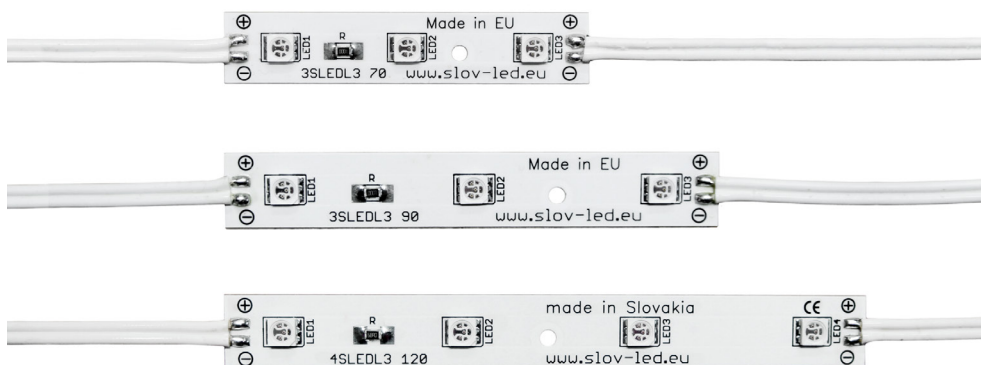 ⊕ Made in EU
LED1 R LED2 LED3
⊖ 3SLEDL3 70 www.slov-led.eu ⊖
⊕ Made in EU ⊕
LED1 R LED2 LED3
⊖ 3SLEDL3 90 www.slov-led.eu ⊖
⊕ made in Slovakia CE ⊕
LED1 R LED2 LED3 LED4
⊖ 4SLEDL3 120 www.slov-led.eu ⊖